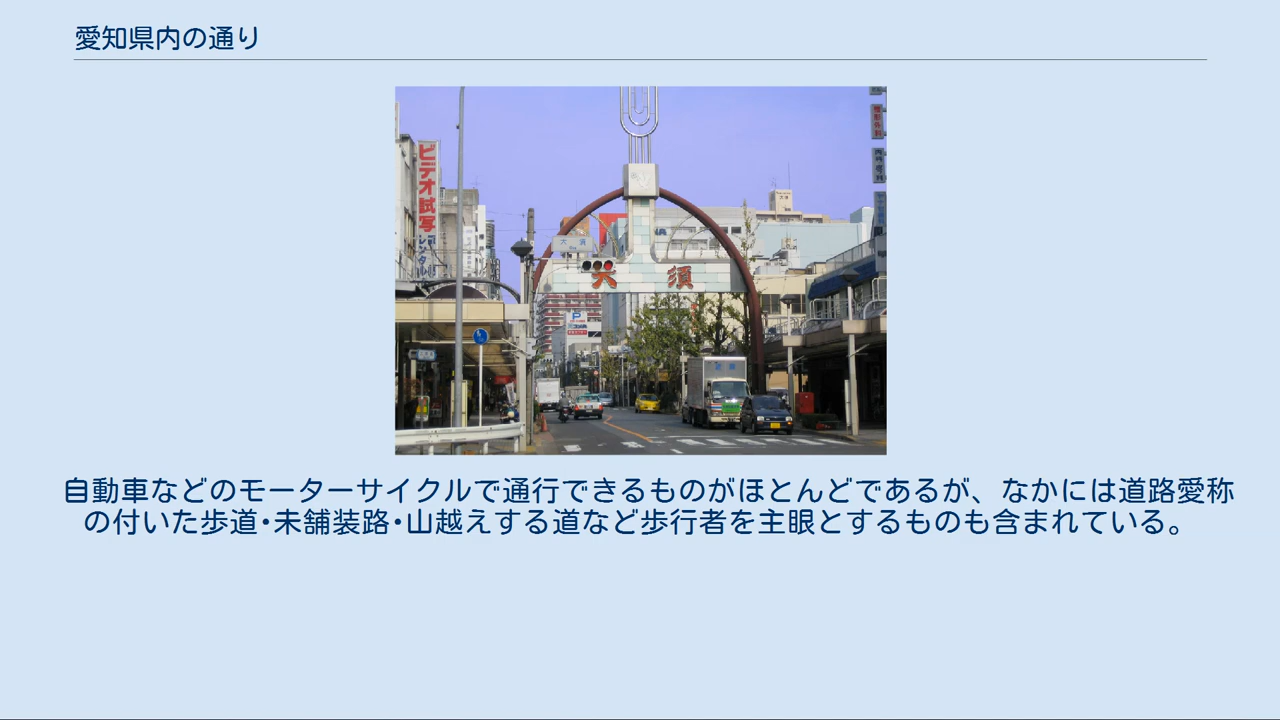 愛知県内の通り
ビデオ試写
大須
大須
P
自動車などのモーターサイクルで通行できるものがほとんどであるが、なかには道路愛称
の付いた歩道・未舗装路・山越えする道など歩行者を主眼とするものも含まれている。